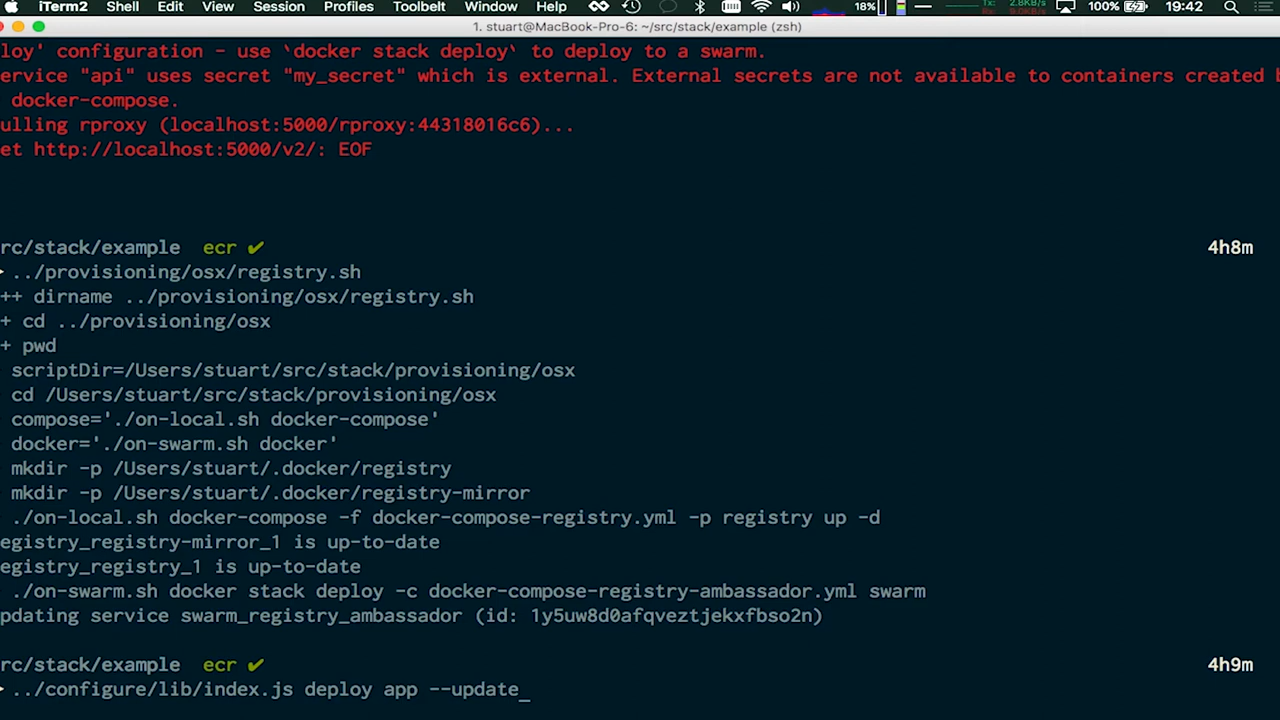 iTerm2 Shell Edit View Session Profiles Toolbelt Window Help 18% 100% 19:42
1. stuart@MacBook-Pro-6: ~/src/stack/example (zsh)
loy' configuration - use `docker stack deploy` to deploy to a swarm.
ervice "api" uses secret "my_secret" which is external. External secrets are not available to containers created b
docker-compose.
ulling rproxy (localhost:5000/rproxy:44318016c6)...
et http://localhost:5000/v2/: EOF
rc/stack/example ecr ✔ 4h8m
../provisioning/osx/registry.sh
++ dirname ../provisioning/osx/registry.sh
+ cd ../provisioning/osx
+ pwd
scriptDir=/Users/stuart/src/stack/provisioning/osx
cd /Users/stuart/src/stack/provisioning/osx
compose='./on-local.sh docker-compose'
docker='./on-swarm.sh docker'
mkdir -p /Users/stuart/.docker/registry
mkdir -p /Users/stuart/.docker/registry-mirror
./on-local.sh docker-compose -f docker-compose-registry.yml -p registry up -d
egistry_registry-mirror_1 is up-to-date
egistry_registry_1 is up-to-date
./on-swarm.sh docker stack deploy -c docker-compose-registry-ambassador.yml swarm
pdating service swarm_registry_ambassador (id: 1y5uw8d0afqveztjekxfbso2n)
rc/stack/example ecr ✔ 4h9m
../configure/lib/index.js deploy app --update_